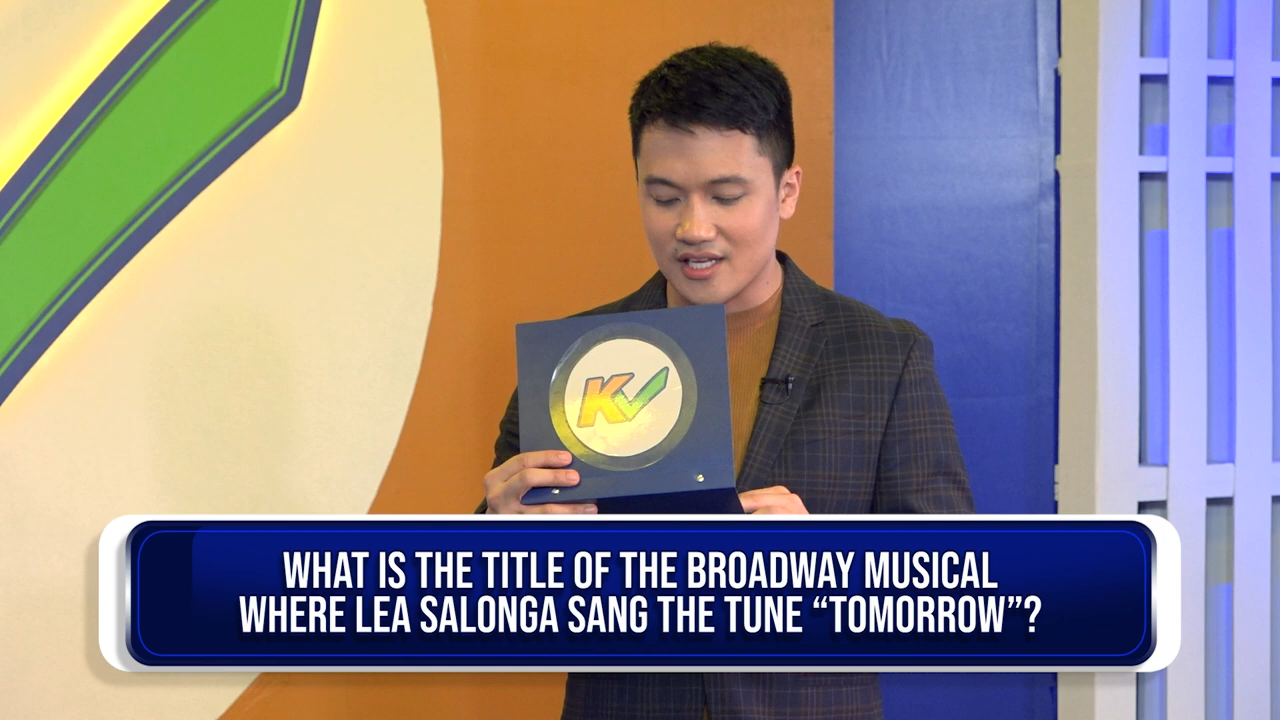 K
WHAT IS THE TITLE OF THE BROADWAY MUSICAL
WHERE LEA SALONGA SANG THE TUNE “TOMORROW”?